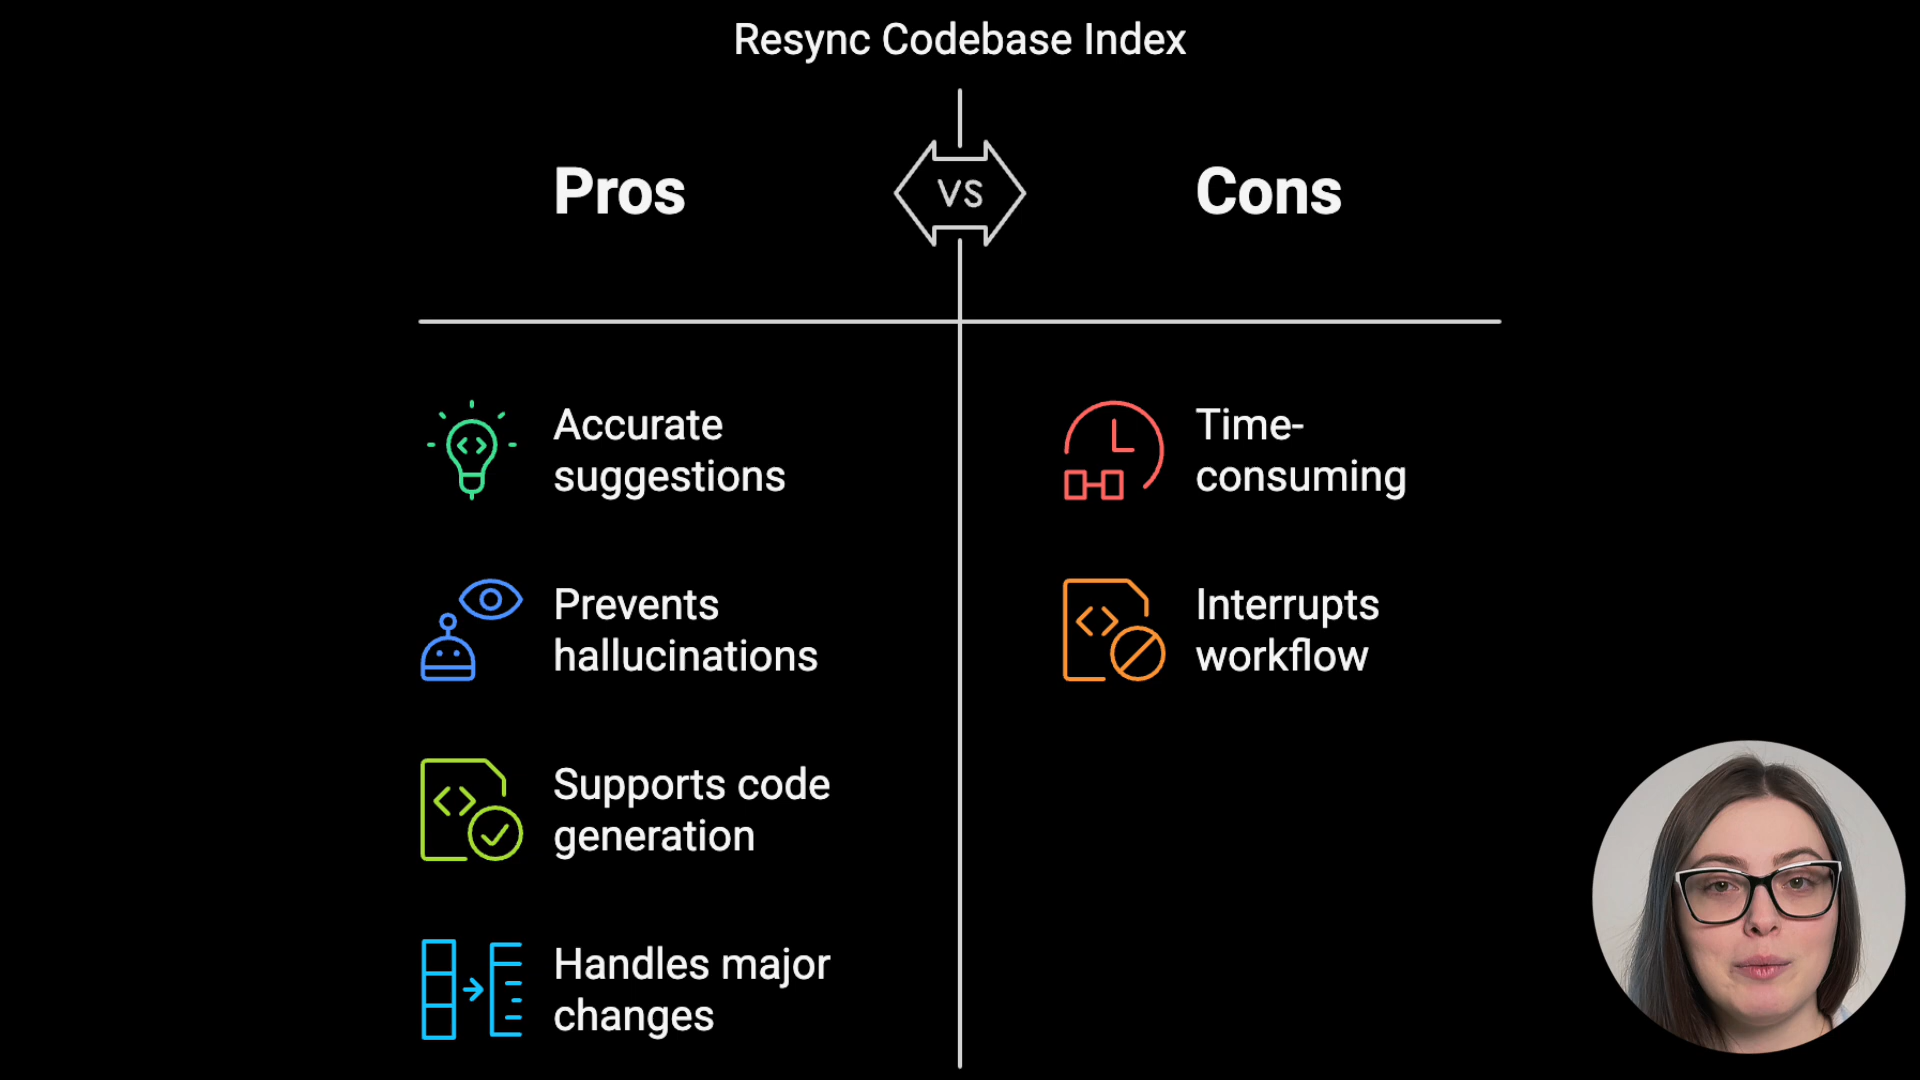 Resync Codebase Index
Pros
VS
Cons
Accurate
suggestions
Prevents
hallucinations
Supports code
generation
Handles major
changes
Time-
consuming
Interrupts
workflow